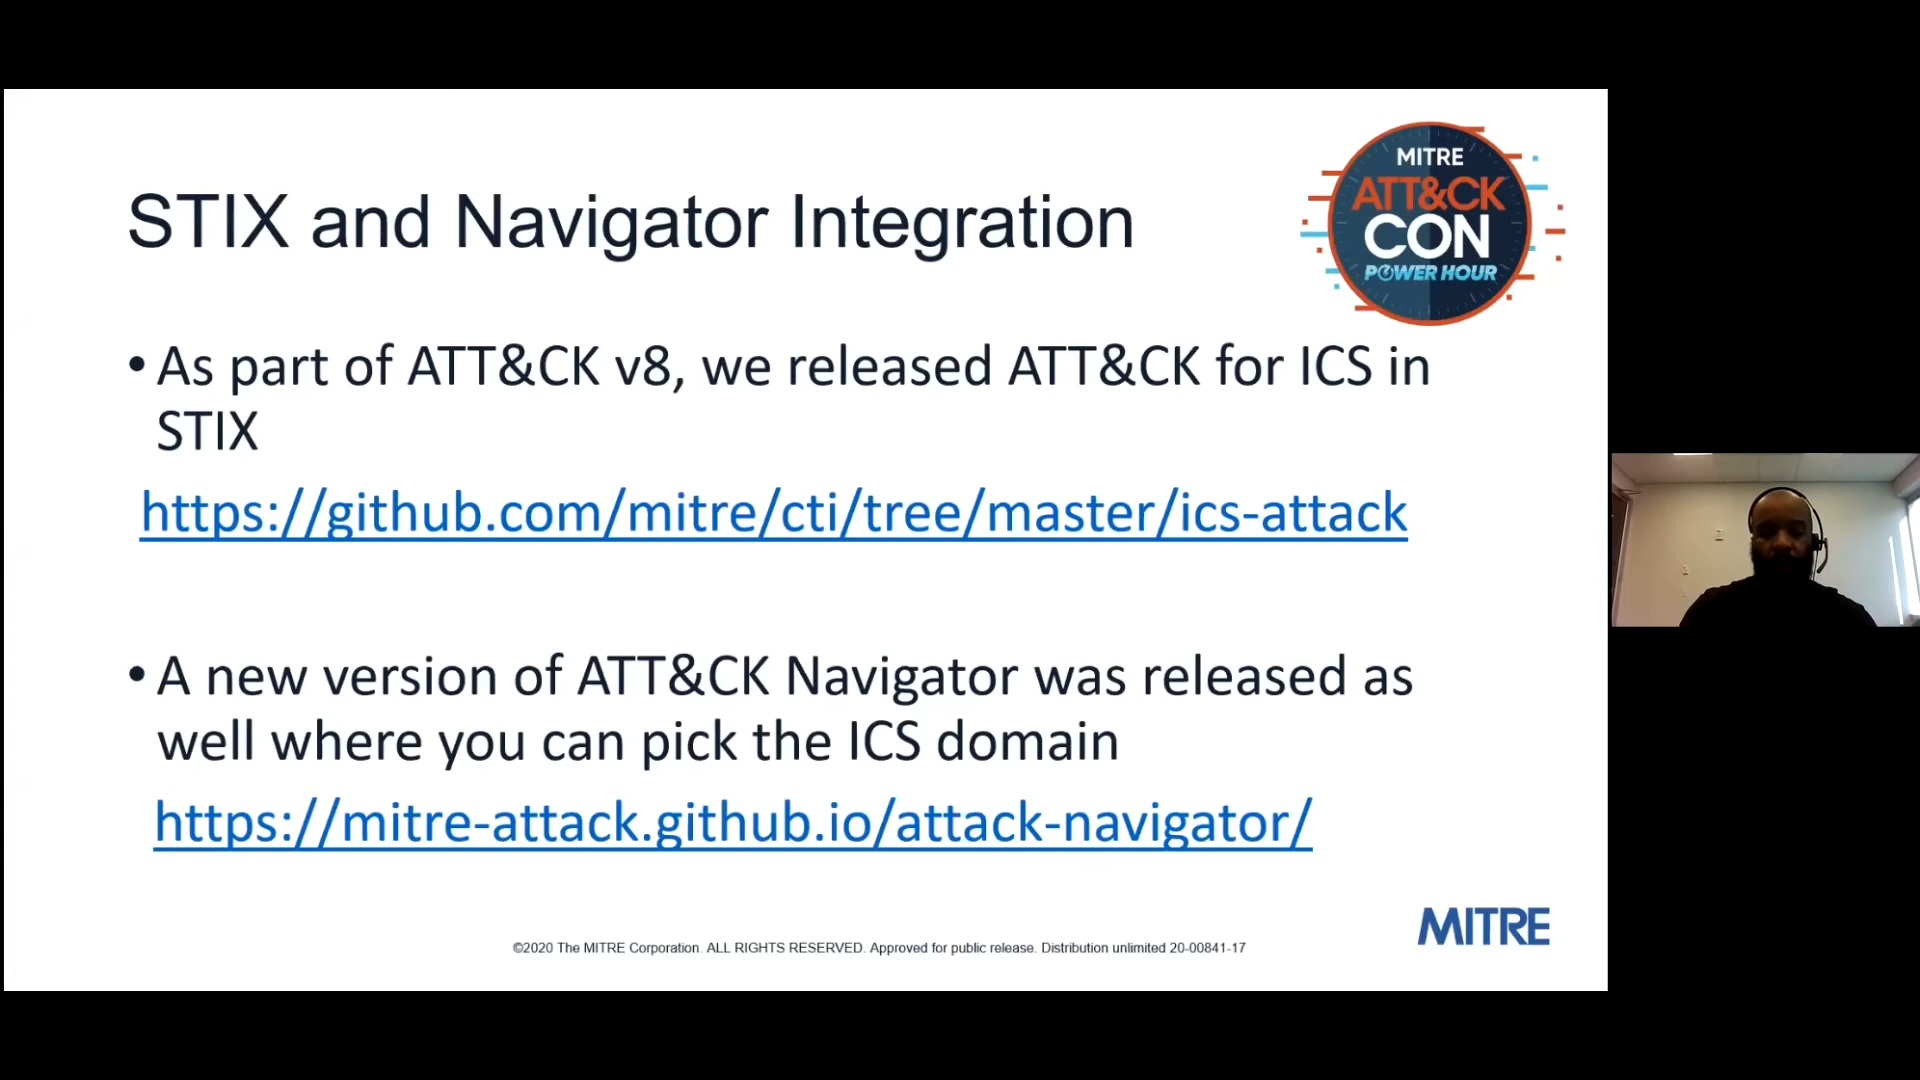 STIX and Navigator Integration
MITRE
ATT&CK
CON
POWER HOUR
• As part of ATT&CK v8, we released ATT&CK for ICS in
STIX
https://github.com/mitre/cti/tree/master/ics-attack
• A new version of ATT&CK Navigator was released as
well where you can pick the ICS domain
https://mitre-attack.github.io/attack-navigator/
MITRE
©2020 The MITRE Corporation. ALL RIGHTS RESERVED. Approved for public release. Distribution unlimited 20-00841-17